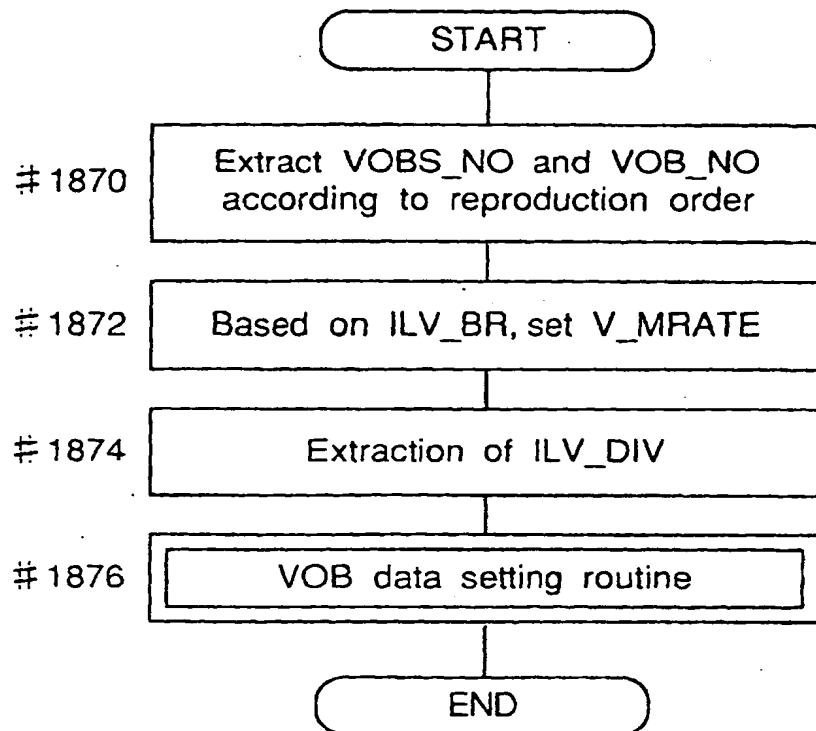 START
#1870
Extract VOBS_NO and VOB_NO
according to reproduction order
#1872
Based on ILV_BR, set V_MRATE
#1874
Extraction of ILV_DIV
#1876
VOB data setting routine
END